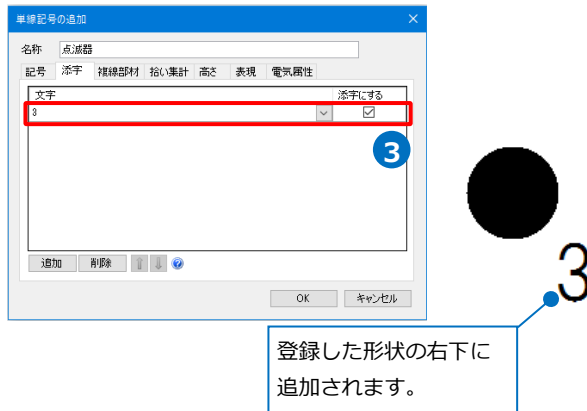 単線記号の追加
名称 点滅器
記号 添字 複線部材 拾い集計 高さ 表現 電気属性
文字 添字にする
3
3
追加 削除
OK キャンセル
3
登録した形状の右下に
追加されます。